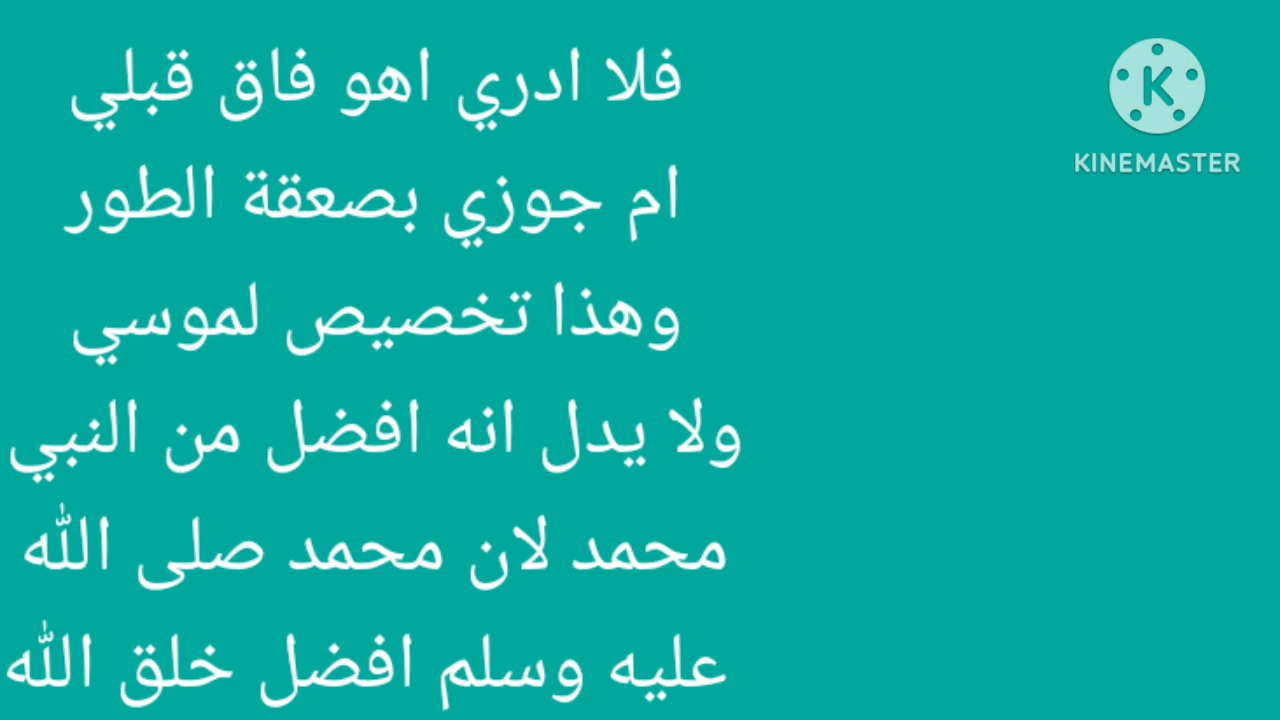 فلا ادري اهو فاق قبلي
ام جوزي بصعقة الطور
وهذا تخصيص لموسي
ولا يدل انه افضل من النبي
محمد لان محمد صلى الله
عليه وسلم افضل خلق الله
KINEMASTER